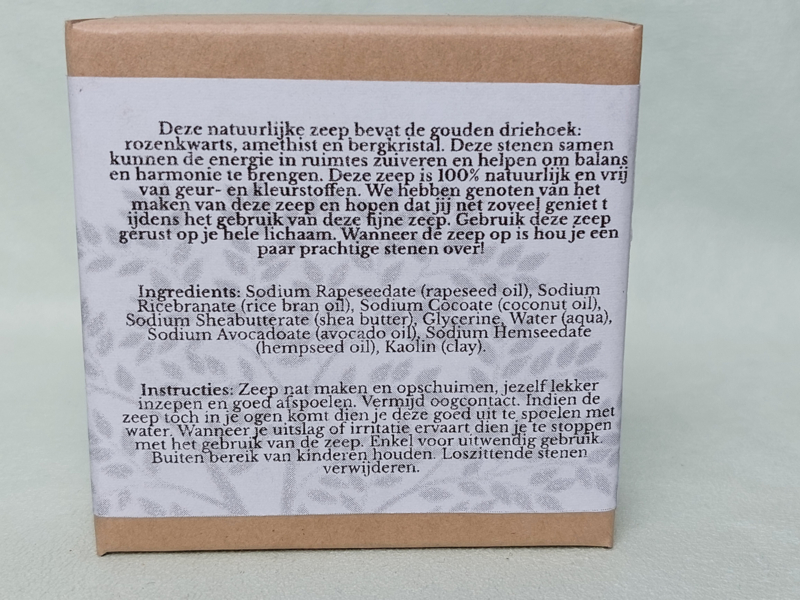 Deze natuurlijke zeep bevat de gouden driehoek:
rozenkwarts, amethist en bergkristal. Deze stenen samen
kunnen de energie in ruimtes zuiveren en helpen om balans
en harmonie te brengen. Deze zeep is 100% natuurlijk en vrij
van geur- en kleurstoffen. We hebben genoten van het
maken van deze zeep en hopen dat jij net zoveel geniet t
ijdens het gebruik van deze fijne zeep. Gebruik deze zeep
gerust op je hele lichaam. Wanneer de zeep op is hou je een
paar prachtige stenen over!
Ingredients: Sodium Rapeseedate (rapeseed oil), Sodium
Ricebranate (rice bran oil), Sodium Cocoate (coconut oil),
Sodium Sheabutterate (shea butter), Glycerine, Water (aqua),
Sodium Avocadoate (avocado oil), Sodium Hemseedate
(hempseed oil), Kaolin (clay).
Instructies: Zeep nat maken en opschuimen, jezelf lekker
inzepen en goed afspoelen. Vermijd oogcontact. Indien de
zeep toch in je ogen komt dien je deze goed uit te spoelen met
water. Wanneer je uitslag of irritatie ervaart dien je te stoppen
met het gebruik van de zeep. Enkel voor uitwendig gebruik.
Buiten bereik van kinderen houden. Loszittende stenen
verwijderen.